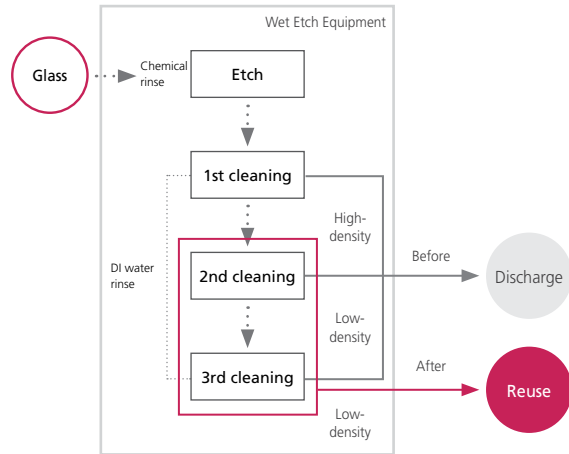 Wet Etch Equipment
Glass
Chemical
rinse
Etch
1st cleaning
High-
density
DI water
rinse
2nd cleaning
Before
Discharge
Low-
density
3rd cleaning
After
Reuse
Low-
density